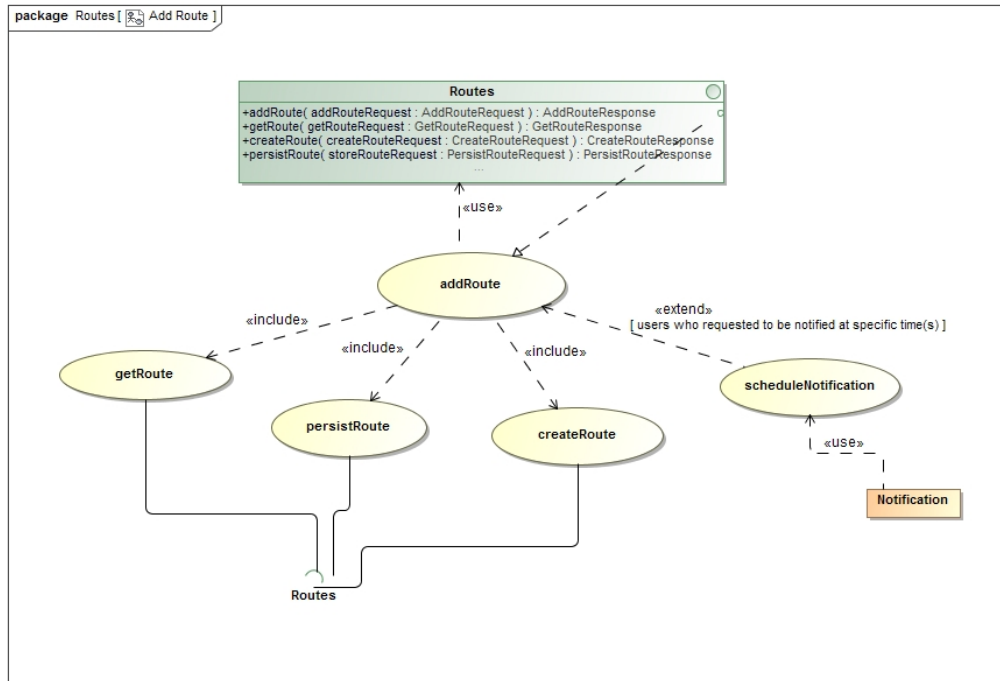 package Routes [ Add Route ]
Routes
+addRoute( addRouteRequest : AddRouteRequest ) : AddRouteResponse
+getRoute( getRouteRequest : GetRouteRequest ) : GetRouteResponse
+createRoute( createRouteRequest : CreateRouteRequest ) : CreateRouteResponse
+persistRoute( storeRouteRequest : PersistRouteRequest ) : PersistRouteResponse
...
«use»
addRoute
«extend»
[ users who requested to be notified at specific time(s) ]
«include»
«include»
«include»
getRoute
scheduleNotification
persistRoute
createRoute
«use»
Notification
Routes